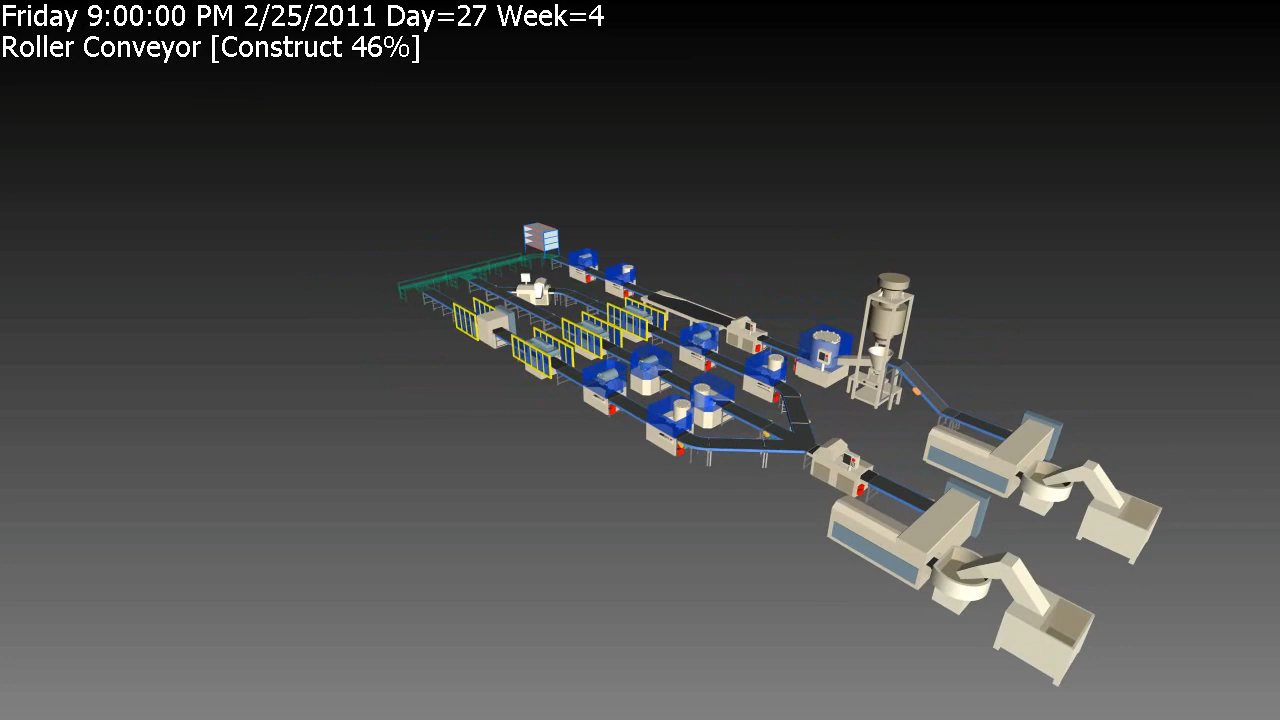 Friday 9:00:00 PM 2/25/2011 Day=27 Week=4
Roller Conveyor [Construct 46%]